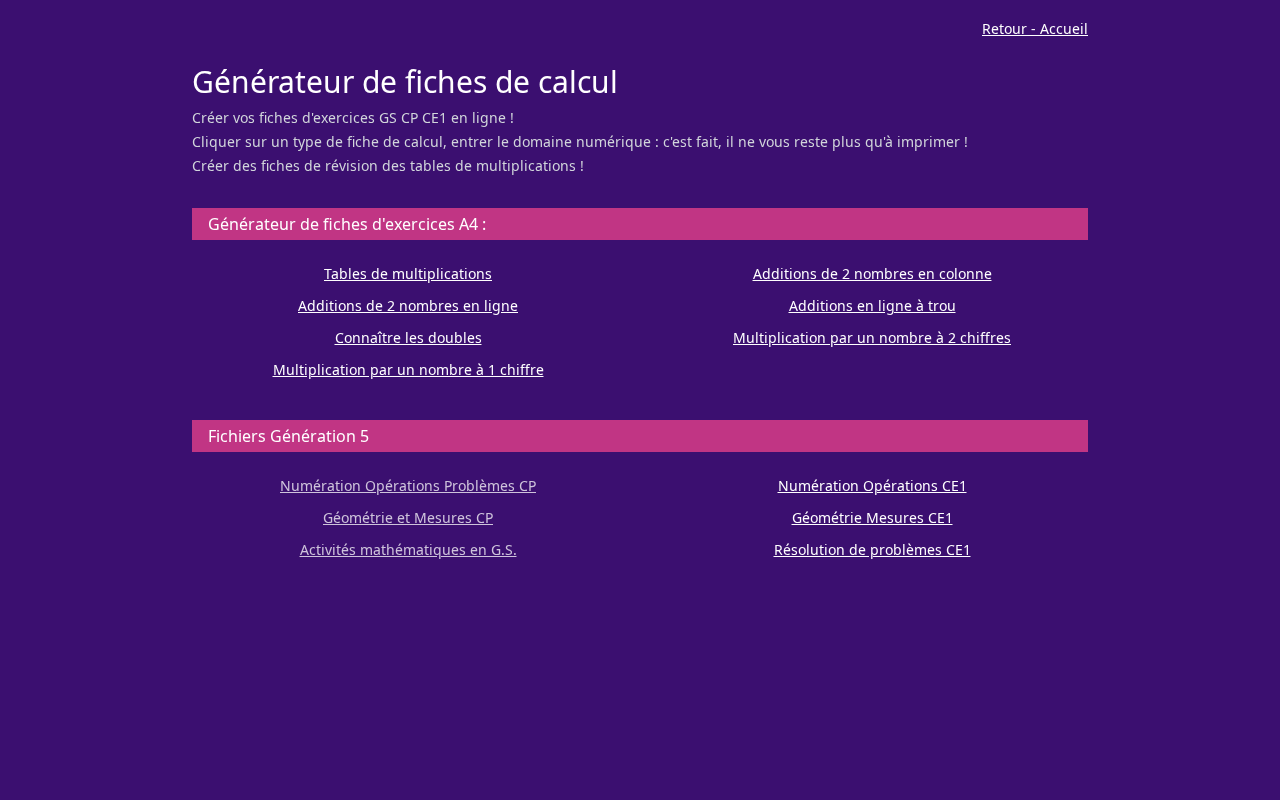 Retour - Accueil
Générateur de fiches de calcul
Créer vos fiches d'exercices GS CP CE1 en ligne !
Cliquer sur un type de fiche de calcul, entrer le domaine numérique : c'est fait, il ne vous reste plus qu'à imprimer !
Créer des fiches de révision des tables de multiplications !
Générateur de fiches d'exercices A4 :
Tables de multiplications
Additions de 2 nombres en colonne
Additions de 2 nombres en ligne
Additions en ligne à trou
Connaître les doubles
Multiplication par un nombre à 2 chiffres
Multiplication par un nombre à 1 chiffre
Fichiers Génération 5
Numération Opérations Problèmes CP
Numération Opérations CE1
Géométrie et Mesures CP
Géométrie Mesures CE1
Activités mathématiques en G.S.
Résolution de problèmes CE1